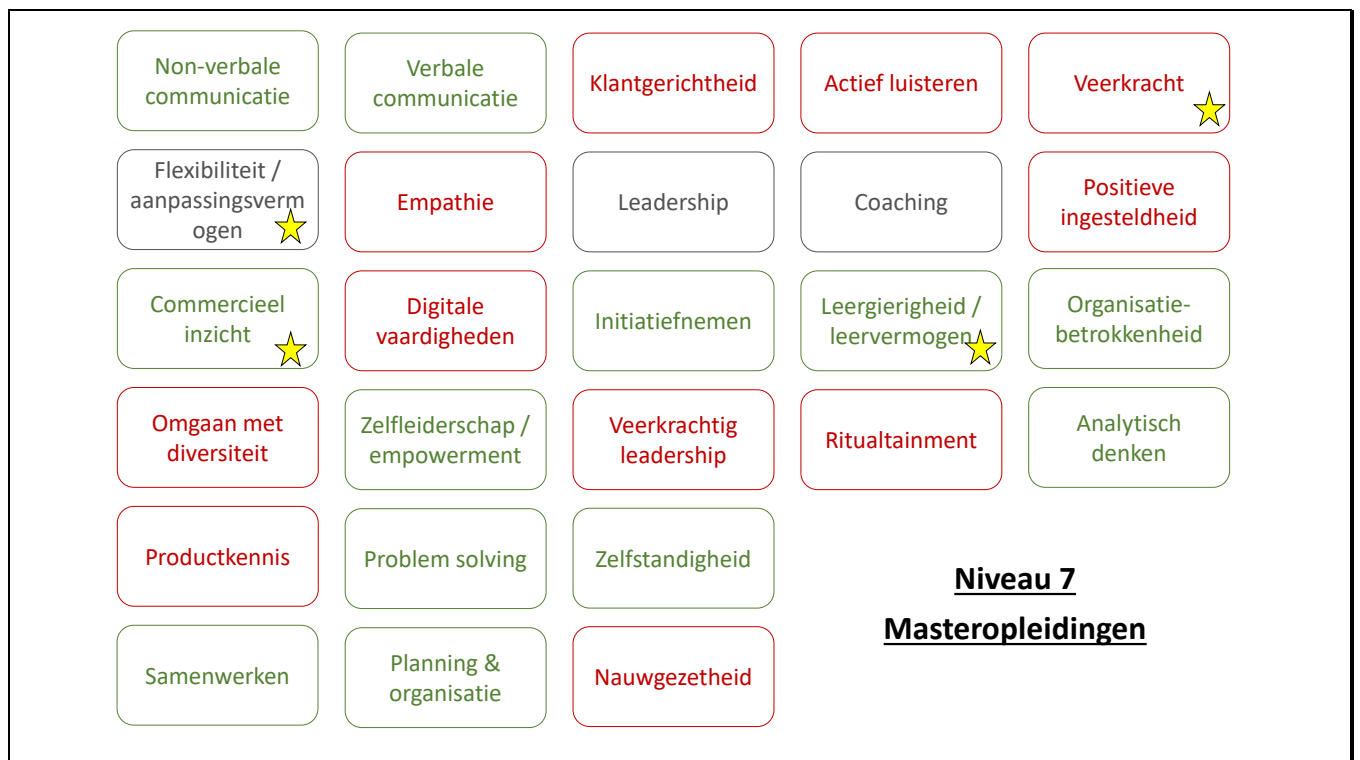 Non-verbale
communicatie
Verbale
communicatie
Klantgerichtheid
Actief luisteren
Veerkracht
Flexibiliteit /
aanpassingsverm
ogen
Empathie
Leadership
Coaching
Positieve
ingesteldheid
Commercieel
inzicht
Digitale
vaardigheden
Initiatiefnemen
Leergierigheid /
leervermogen
Organisatie-
betrokkenheid
Omgaan met
diversiteit
Zelfleiderschap /
empowerment
Veerkrachtig
leadership
Ritualtainment
Analytisch
denken
Productkennis
Problem solving
Zelfstandigheid
Niveau 7
Masteropleidingen
Samenwerken
Planning &
organisatie
Nauwgezetheid